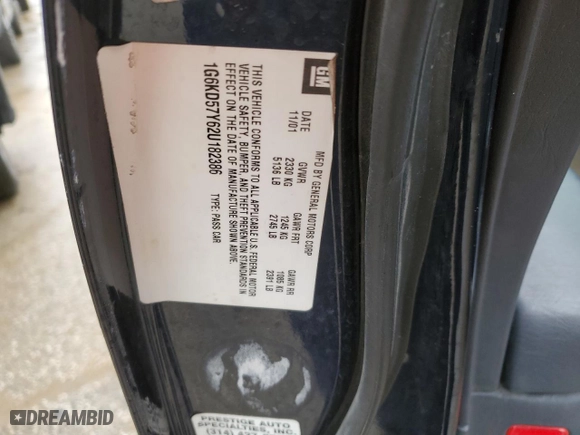 GM
MFD BY GENERAL MOTORS CORP
DATE GVWR GAWR FRT GAWR RR
11/01 2330 KG 1245 KG 1085 KG
5136 LB 2745 LB 2391 LB
THIS VEHICLE CONFORMS TO ALL APPLICABLE U.S. FEDERAL MOTOR
VEHICLE SAFETY, BUMPER, AND THEFT PREVENTION STANDARDS IN
EFFECT ON THE DATE OF MANUFACTURE SHOWN ABOVE.
1G6KD57Y62U182386 TYPE: PASS CAR
PRESTIGE AUTO
SPECIALTIES, INC.
DREAMBID